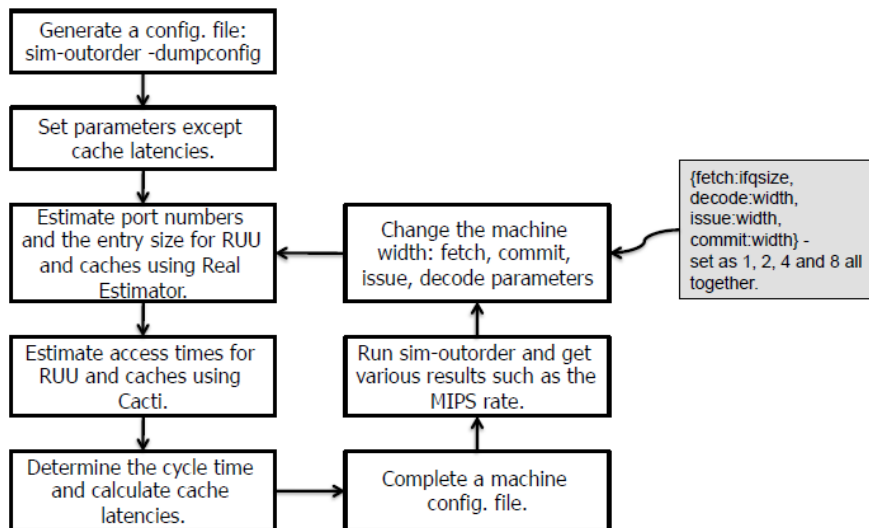 Generate a config. file:
sim-outorder -dumpconfig
Set parameters except
cache latencies.
Estimate port numbers
and the entry size for RUU
and caches using Real
Estimator.
Estimate access times for
RUU and caches using
Cacti.
Determine the cycle time
and calculate cache
latencies.
Complete a machine
config. file.
Run sim-outorder and get
various results such as the
MIPS rate.
Change the machine
width: fetch, commit,
issue, decode parameters
{fetch:ifqsize,
decode:width,
issue:width,
commit:width} -
set as 1, 2, 4 and 8 all
together.